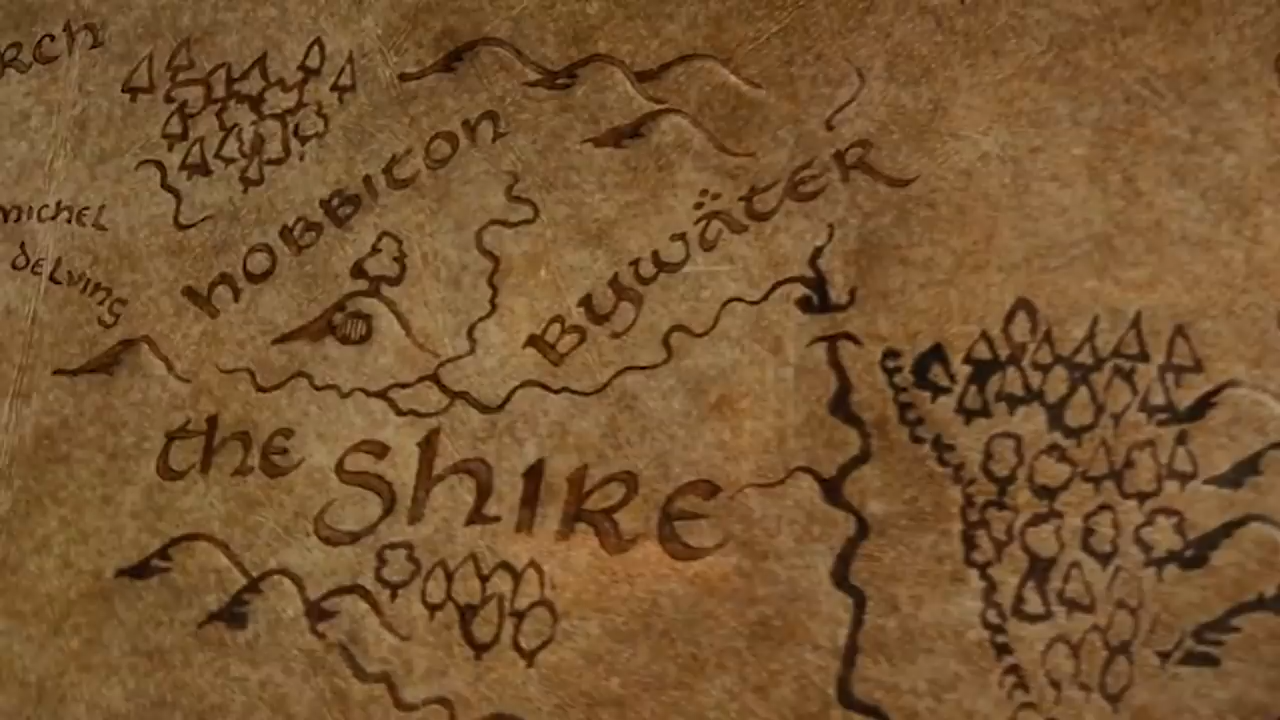 RCH
HOBBITON
MICHEL
DELVING
BYWÄTER
the SHIRE